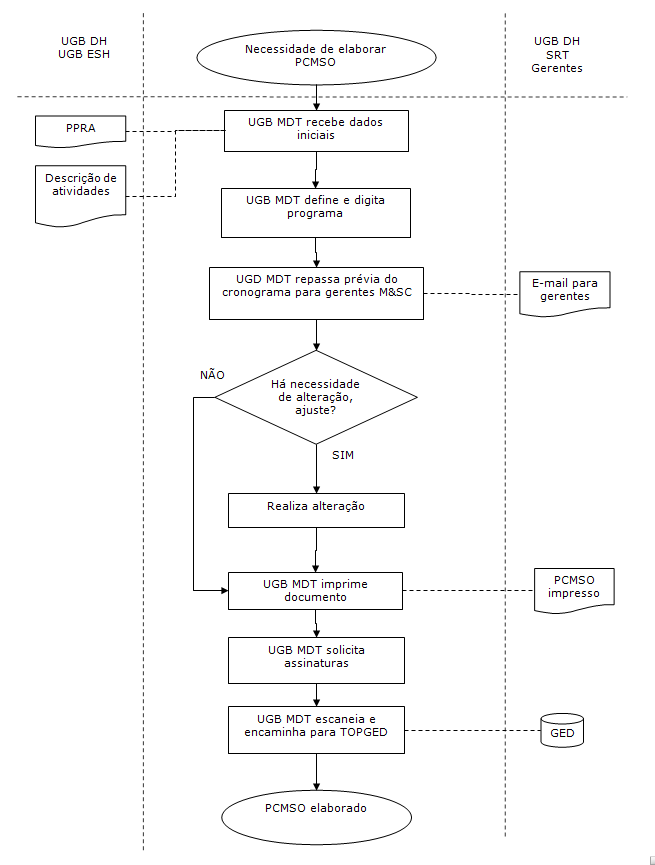 UGB DH
UGB ESH
Necessidade de elaborar
PCMSO
UGB DH
SRT
Gerentes
PPRA
UGB MDT recebe dados
iniciais
Descrição de
atividades
UGB MDT define e digita
programa
UGD MDT repassa prévia do
cronograma para gerentes M&SC
E-mail para
gerentes
NÃO
Há necessidade
de alteração,
ajuste?
SIM
Realiza alteração
UGB MDT imprime
documento
PCMSO
impresso
UGB MDT solicita
assinaturas
UGB MDT escaneia e
encaminha para TOPGED
GED
PCMSO elaborado